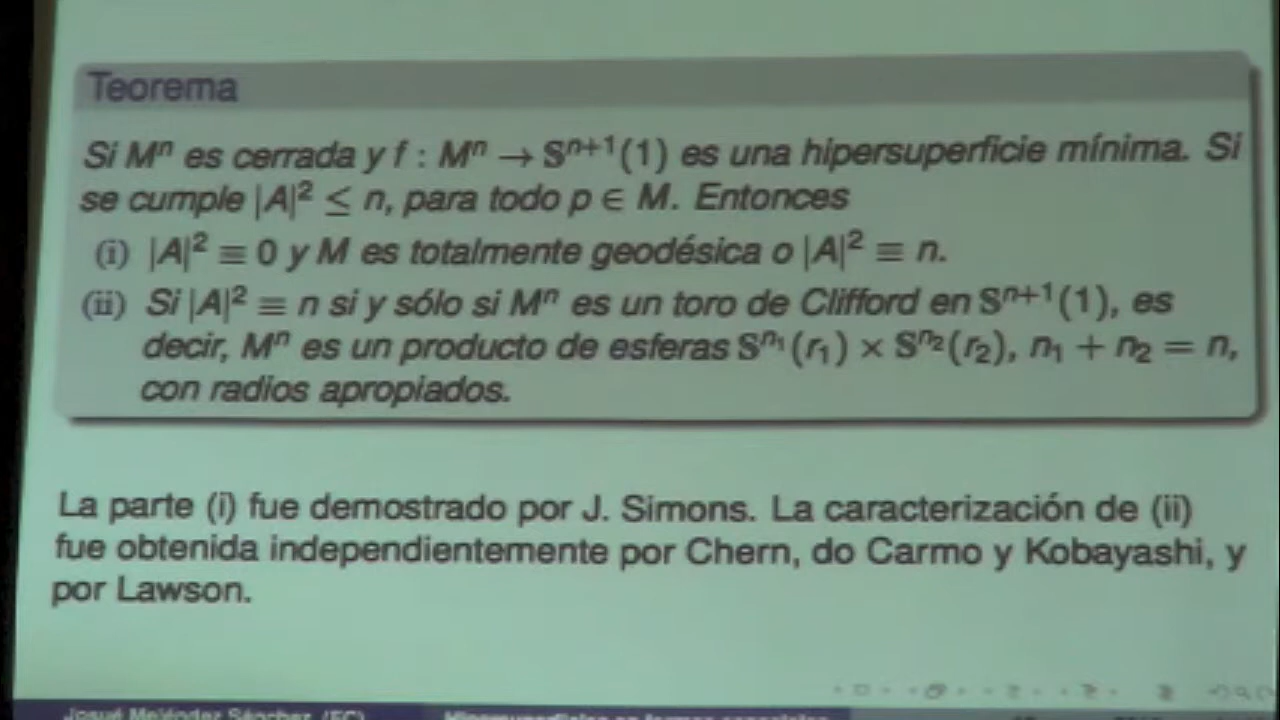 Teorema
Si Mⁿ es cerrada y f : Mⁿ → 𝕊ⁿ⁺¹(1) es una hipersuperficie mínima. Si
se cumple |A|² ≤ n, para todo p ∈ M. Entonces
(i) |A|² ≡ 0 y M es totalmente geodésica o |A|² ≡ n.
(ii) Si |A|² ≡ n si y sólo si Mⁿ es un toro de Clifford en 𝕊ⁿ⁺¹(1), es
decir, Mⁿ es un producto de esferas 𝕊ⁿ¹(r₁) × 𝕊ⁿ²(r₂), n₁ + n₂ = n,
con radios apropiados.
La parte (i) fue demostrado por J. Simons. La caracterización de (ii)
fue obtenida independientemente por Chern, do Carmo y Kobayashi, y
por Lawson.
Josué Meléndez Sánchez (FC)